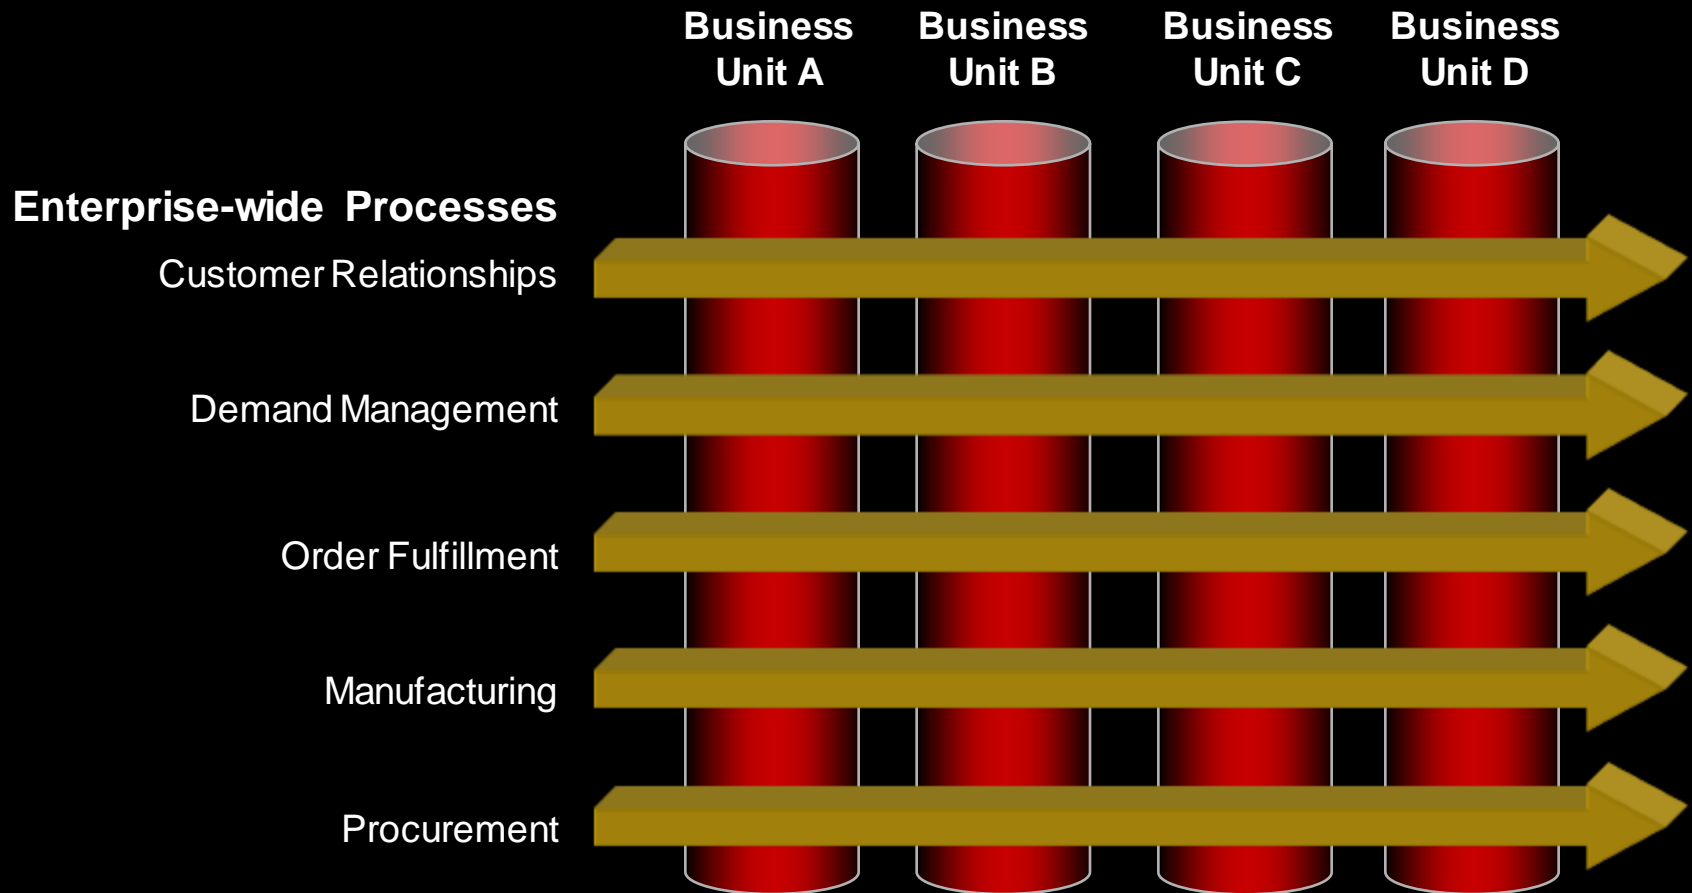 Business
Unit A
Business
Unit B
Business
Unit C
Business
Unit D
Enterprise-wide Processes
Customer Relationships
Demand Management
Order Fulfillment
Manufacturing
Procurement